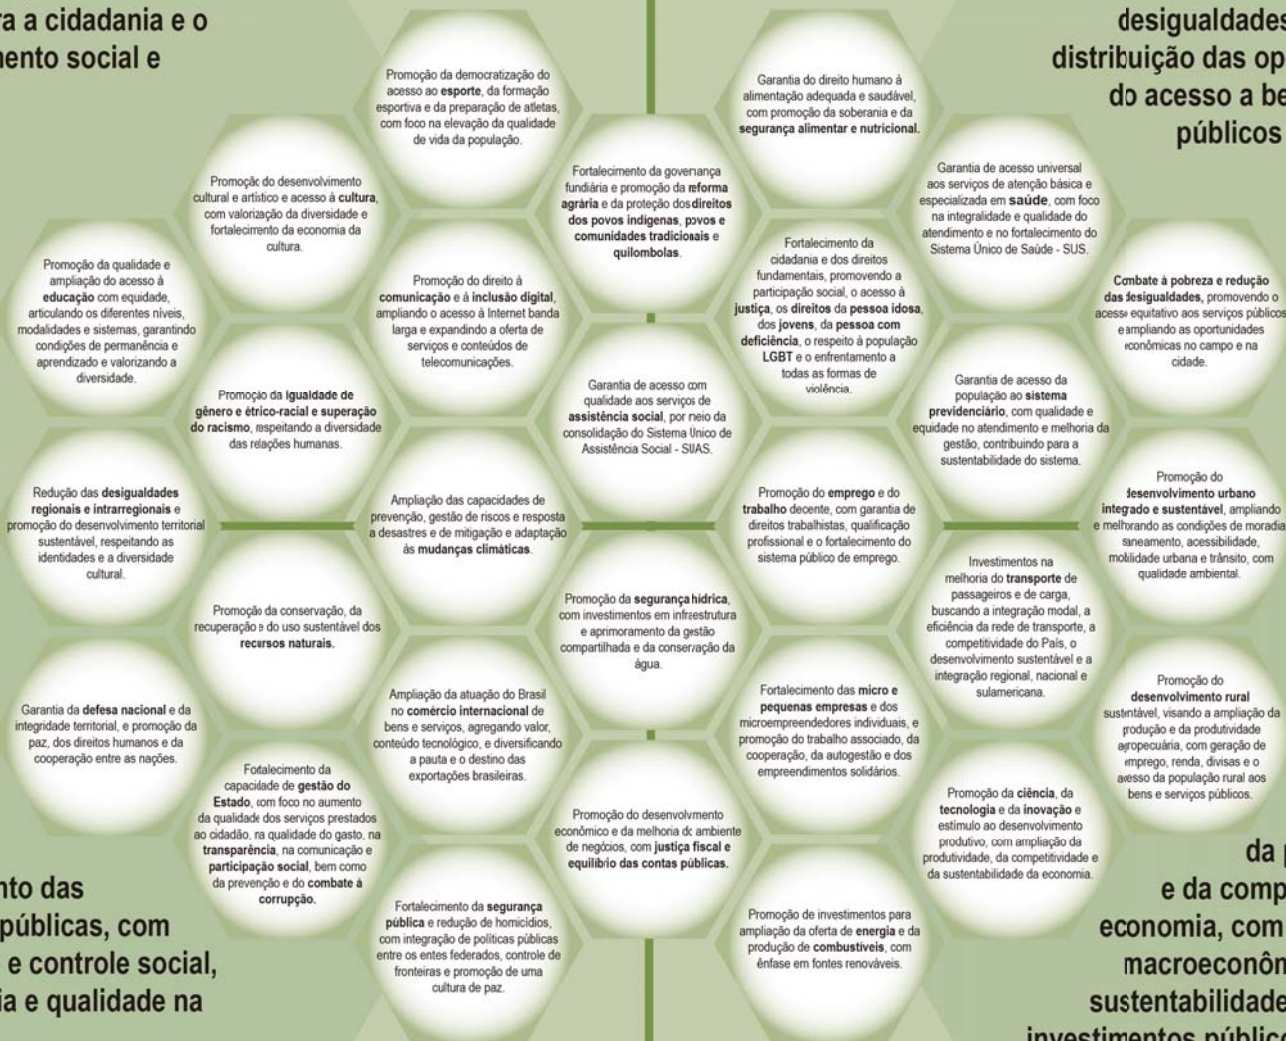 ra a cidadania e o
mento social e
desigualdades
distribuição das op
do acesso a be
públicos
Promoção da democratização do
acesso ao esporte, da formação
esportiva e da preparação de atletas,
com foco na elevação da qualidade
de vida da população.
Garantia do direito humano à
alimentação adequada e saudável,
com promoção da soberania e da
segurança alimentar e nutricional.
Promoção do desenvolvimento
cultural e artístico e acesso à cultura,
com valorização da diversidade e
fortalecimento da economia da
cultura.
Fortalecimento da governança
fundiária e promoção da reforma
agrária e da proteção dos direitos
dos povos indígenas, povos e
comunidades tradicionais e
quilombolas.
Garantia de acesso universal
aos serviços de atenção básica e
especializada em saúde, com foco
na integralidade e qualidade do
atendimento e no fortalecimento do
Sistema Único de Saúde - SUS.
Promoção da qualidade e
ampliação do acesso à
educação com equidade,
articulando os diferentes níveis,
modalidades e sistemas, garantindo
condições de permanência e
aprendizado e valorizando a
diversidade.
Promoção do direito à
comunicação e à inclusão digital,
ampliando o acesso à Internet banda
larga e expandindo a oferta de
serviços e conteúdos de
telecomunicações.
Fortalecimento da
cidadania e dos direitos
fundamentais, promovendo a
participação social, o acesso à
justiça, os direitos da pessoa idosa,
dos jovens, da pessoa com
deficiência, o respeito à população
LGBT e o enfrentamento a
todas as formas de
violência.
Combate à pobreza e redução
das desigualdades, promovendo o
acesso equitativo aos serviços públicos
e ampliando as oportunidades
econômicas no campo e na
cidade.
Promoção da igualdade de
gênero e étnico-racial e superação
do racismo, respeitando a diversidade
das relações humanas.
Garantia de acesso com
qualidade aos serviços de
assistência social, por meio da
consolidação do Sistema Único de
Assistência Social - SUAS.
Garantia de acesso da
população ao sistema
previdenciário, com qualidade e
equidade no atendimento e melhoria da
gestão, contribuindo para a
sustentabilidade do sistema.
Redução das desigualdades
regionais e intrarregionais e
promoção do desenvolvimento territorial
sustentável, respeitando as
identidades e a diversidade
cultural.
Ampliação das capacidades de
prevenção, gestão de riscos e resposta
a desastres e de mitigação e adaptação
às mudanças climáticas.
Promoção do emprego e do
trabalho decente, com garantia de
direitos trabalhistas, qualificação
profissional e o fortalecimento do
sistema público de emprego.
Promoção do
desenvolvimento urbano
integrado e sustentável, ampliando
e melhorando as condições de moradia
saneamento, acessibilidade,
mobilidade urbana e trânsito, com
qualidade ambiental.
Promoção da conservação, da
recuperação e do uso sustentável dos
recursos naturais.
Promoção da segurança hídrica,
com investimentos em infraestrutura
e aprimoramento da gestão
compartilhada e da conservação da
água.
Investimentos na
melhoria do transporte de
passageiros e de carga,
buscando a integração modal, a
eficiência da rede de transporte, a
competitividade do País, o
desenvolvimento sustentável e a
integração regional, nacional e
sulamericana.
Garantia da defesa nacional e da
integridade territorial, e promoção da
paz, dos direitos humanos e da
cooperação entre as nações.
Ampliação da atuação do Brasil
no comércio internacional de
bens e serviços, agregando valor,
conteúdo tecnológico, e diversificando
a pauta e o destino das
exportações brasileiras.
Fortalecimento das micro e
pequenas empresas e dos
microempreendedores individuais, e
promoção do trabalho associado, da
cooperação, da autogestão e dos
empreendimentos solidários.
Promoção do
desenvolvimento rural
sustentável, visando a ampliação da
produção e da produtividade
agropecuária, com geração de
emprego, renda, divisas e o
acesso da população rural aos
bens e serviços públicos.
Fortalecimento da
capacidade de gestão do
Estado, com foco no aumento
da qualidade dos serviços prestados
ao cidadão, na qualidade do gasto, na
transparência, na comunicação e
participação social, bem como
da prevenção e do combate à
corrupção.
Promoção do desenvolvimento
econômico e da melhoria do ambiente
de negócios, com justiça fiscal e
equilíbrio das contas públicas.
Promoção da ciência, da
tecnologia e da inovação e
estímulo ao desenvolvimento
produtivo, com ampliação da
produtividade, da competitividade e
da sustentabilidade da economia.
Fortalecimento da segurança
pública e redução de homicídios,
com integração de políticas públicas
entre os entes federados, controle de
fronteiras e promoção de uma
cultura de paz.
Promoção de investimentos para
ampliação da oferta de energia e da
produção de combustíveis, com
ênfase em fontes renováveis.
nto das
públicas, com
e controle social,
ia e qualidade na
da p
e da comp
economia, com
macroeconôm
sustentabilidade
investimentos público